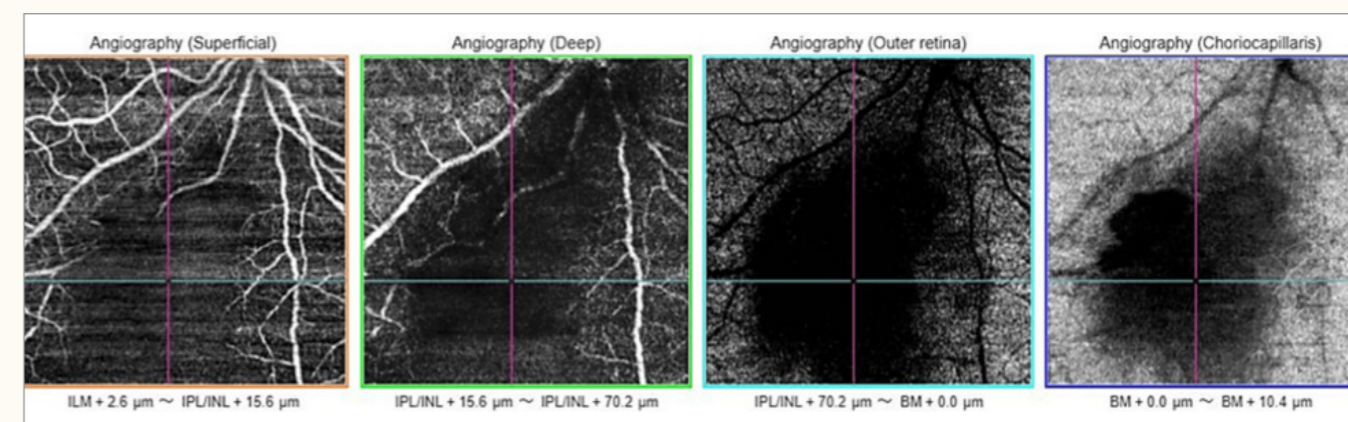 Angiography (Superficial) Angiography (Deep) Angiography (Outer retina) Angiography (Choriocapillaris)
ILM + 2.6 μm ～ IPL/INL + 15.6 μm IPL/INL + 15.6 μm ～ IPL/INL + 70.2 μm IPL/INL + 70.2 μm ～ BM + 0.0 μm BM + 0.0 μm ～ BM + 10.4 μm